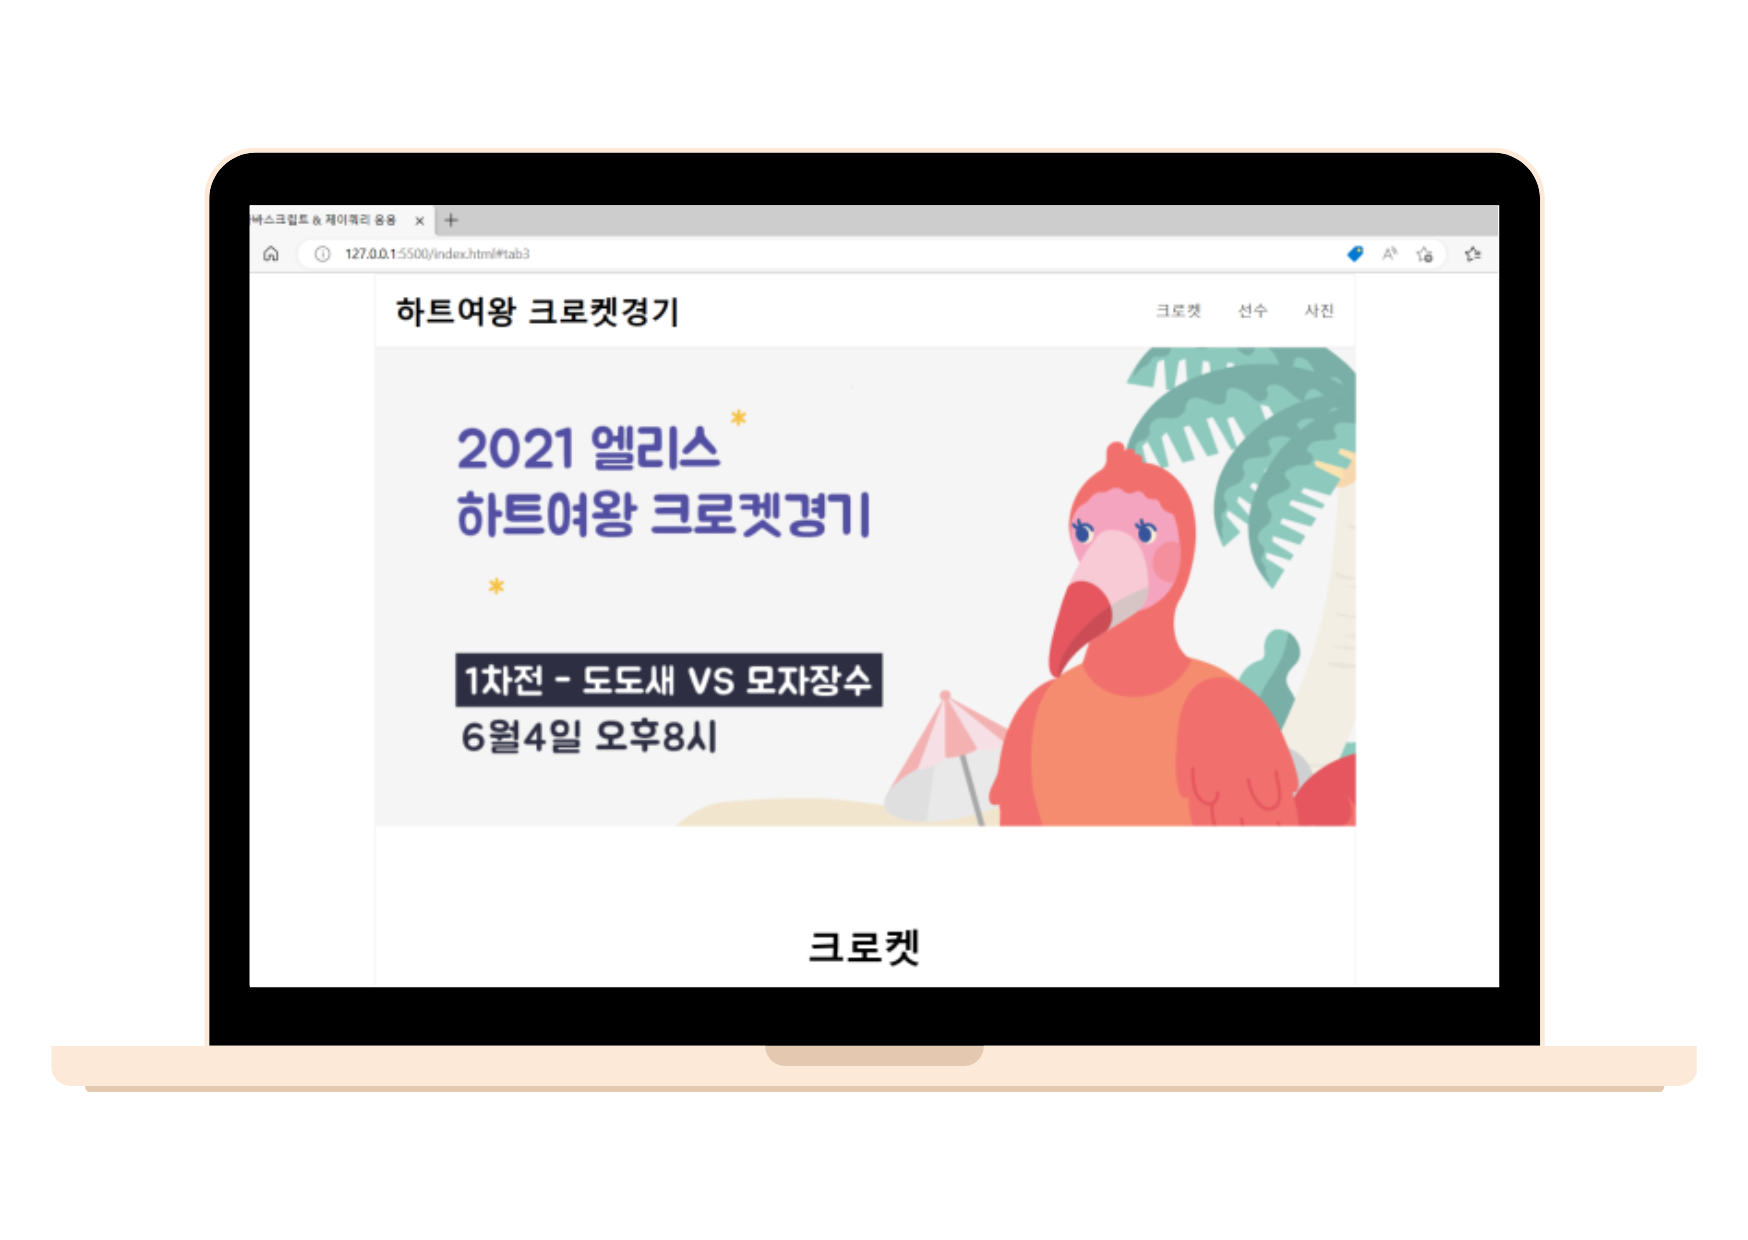 바스크립트 & 제이쿼리 응용
127.0.0.1:5500/index.html#tab3
하트여왕 크로켓경기
크로켓 선수 사진
2021 엘리스
하트여왕 크로켓경기
1차전 - 도도새 VS 모자장수
6월4일 오후8시
크로켓